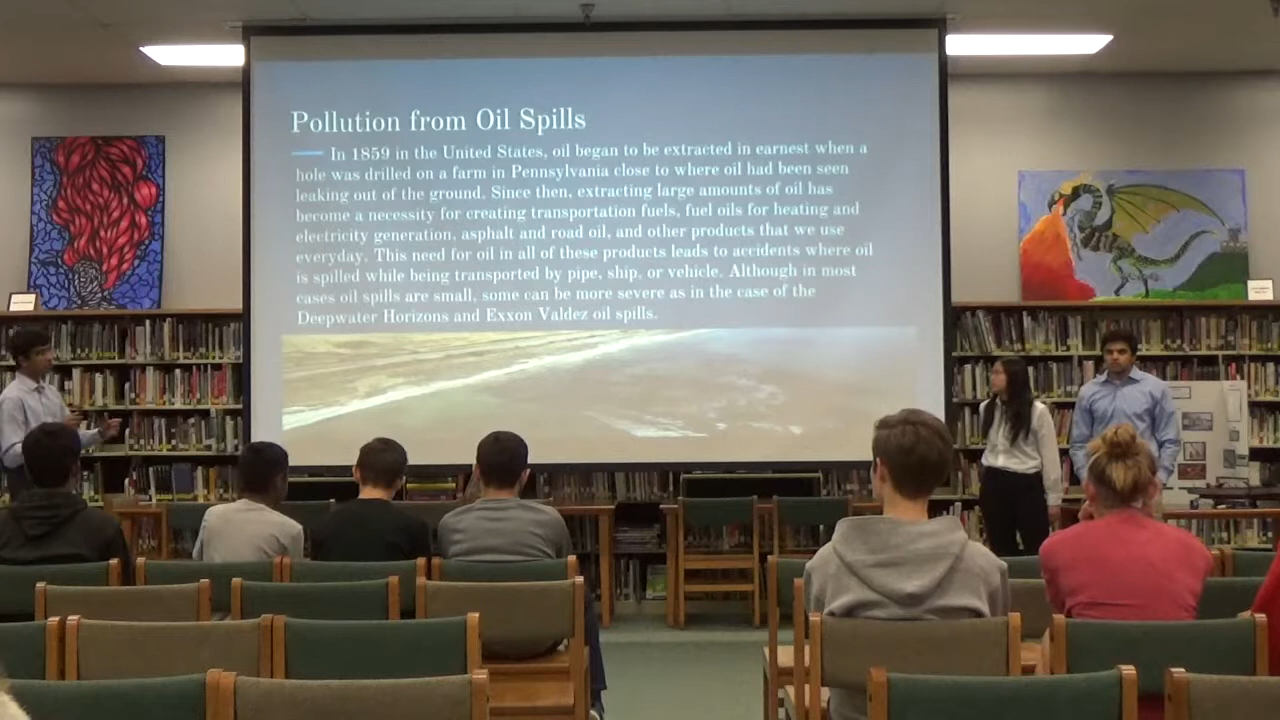 Pollution from Oil Spills
In 1859 in the United States, oil began to be extracted in earnest when a
hole was drilled on a farm in Pennsylvania close to where oil had been seen
leaking out of the ground. Since then, extracting large amounts of oil has
become a necessity for creating transportation fuels, fuel oils for heating and
electricity generation, asphalt and road oil, and other products that we use
everyday. This need for oil in all of these products leads to accidents where oil
is spilled while being transported by pipe, ship, or vehicle. Although in most
cases oil spills are small, some can be more severe as in the case of the
Deepwater Horizons and Exxon Valdez oil spills.